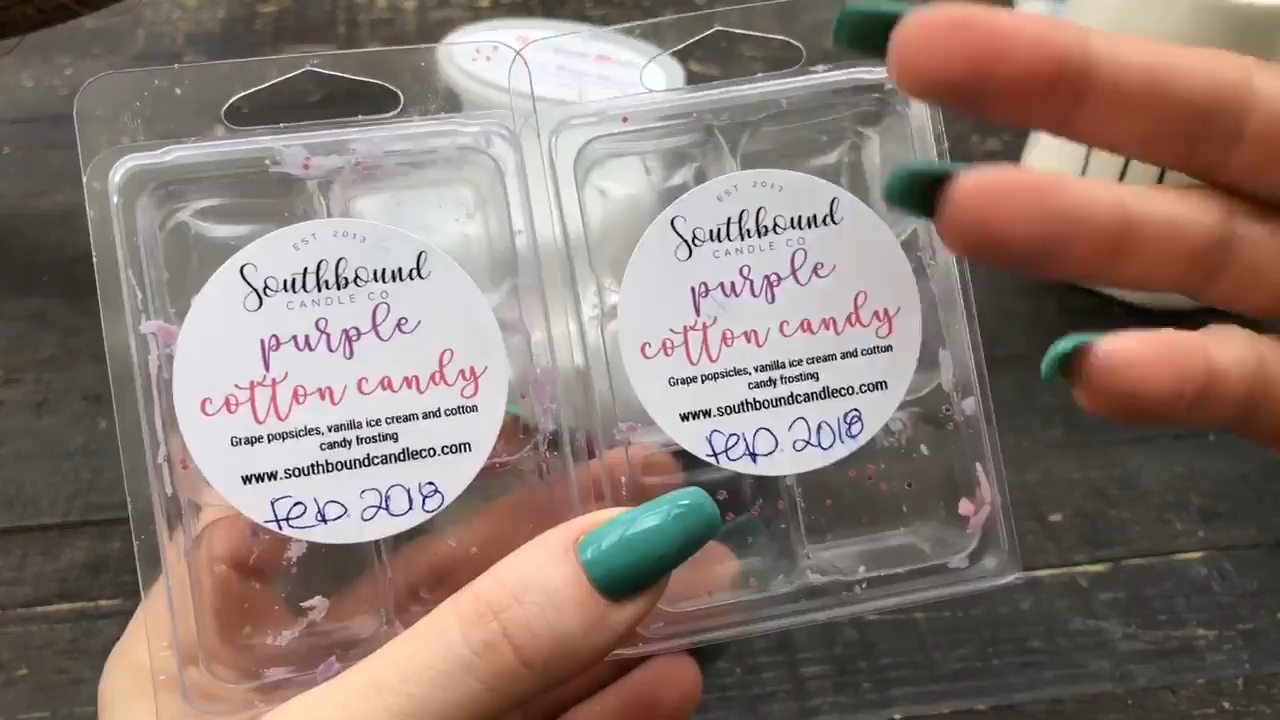 EST 2013
Southbound
CANDLE CO
purple
cotton candy
Grape popsicles, vanilla ice cream and cotton
candy frosting
www.southboundcandleco.com
Feb. 2018
EST 2013
Southbound
CANDLE CO
purple
cotton candy
Grape popsicles, vanilla ice cream and cotton
candy frosting
www.southboundcandleco.com
Feb. 2018